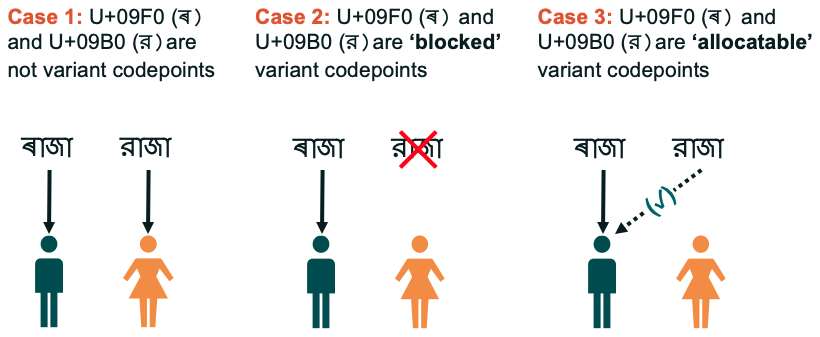 Case 1: U+09F0 (ৰ)
and U+09B0 (র) are
not variant codepoints
Case 2: U+09F0 (ৰ) and
U+09B0 (র) are ‘blocked’
variant codepoints
Case 3: U+09F0 (ৰ) and
U+09B0 (র) are ‘allocatable’
variant codepoints
ৰাজা রাজা
ৰাজা রাজা
ৰাজা রাজা
(√)